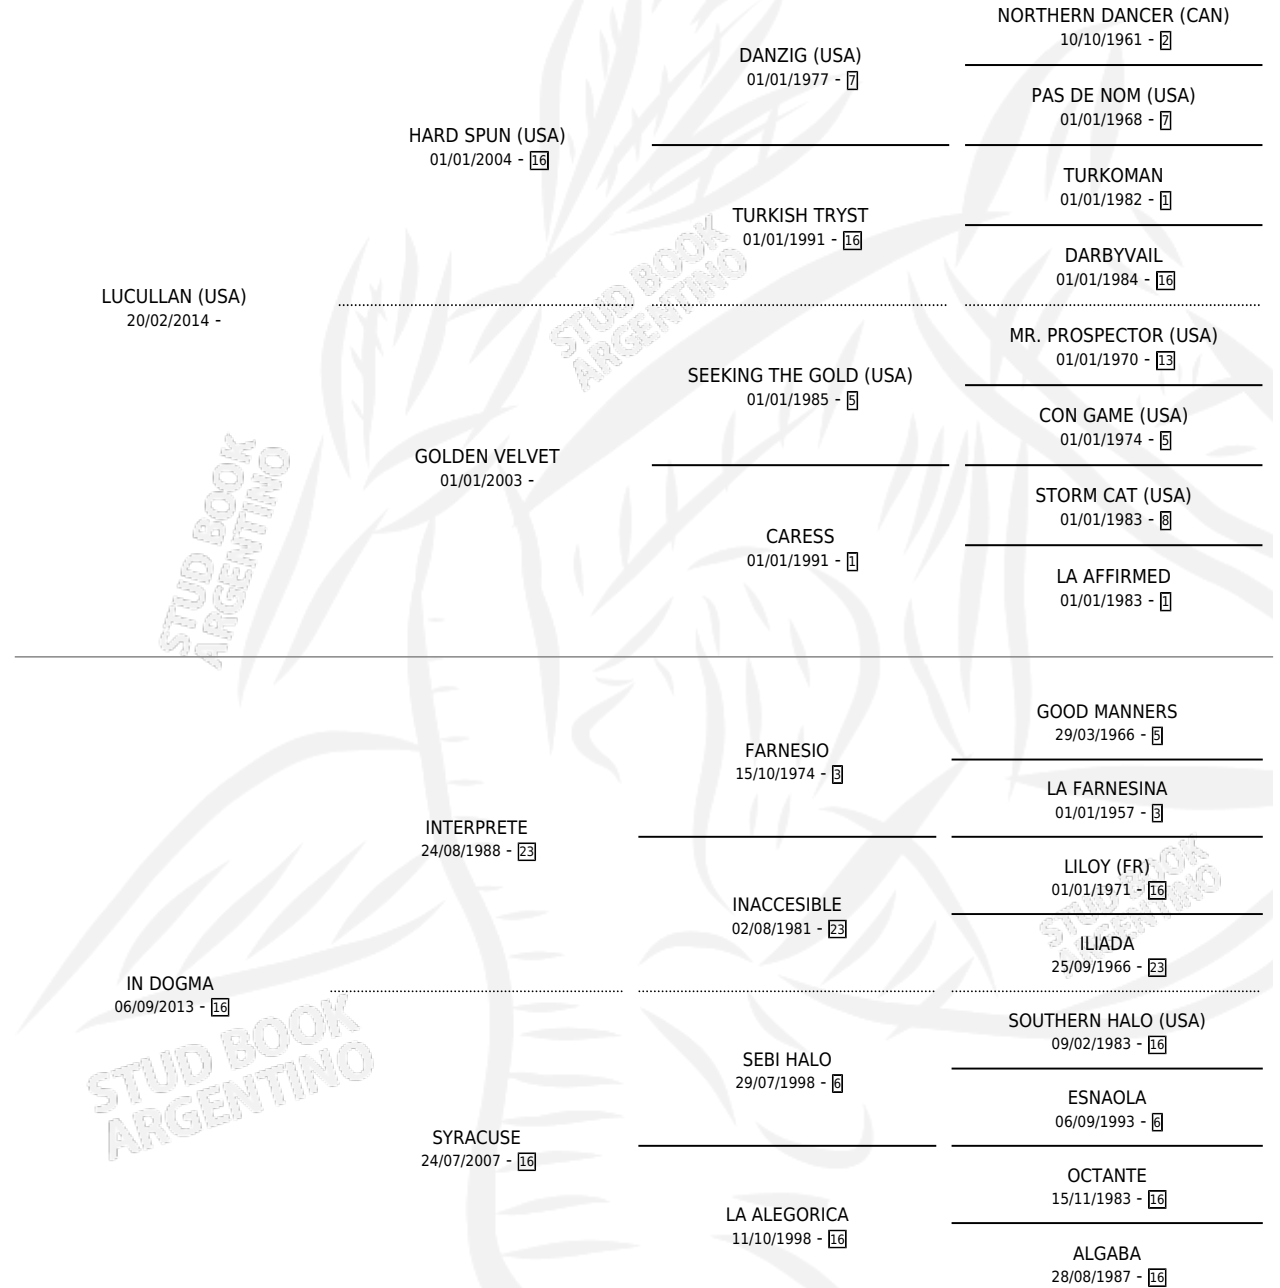 NORTHERN DANCER (CAN)
10/10/1961 - 2
DANZIG (USA)
01/01/1977 - 7
PAS DE NOM (USA)
01/01/1968 - 7
HARD SPUN (USA)
01/01/2004 - 16
TURKOMAN
01/01/1982 - 1
TURKISH TRYST
01/01/1991 - 16
DARBYVAIL
01/01/1984 - 16
LUCULLAN (USA)
20/02/2014 -
MR. PROSPECTOR (USA)
01/01/1970 - 13
SEEKING THE GOLD (USA)
01/01/1985 - 5
CON GAME (USA)
01/01/1974 - 5
GOLDEN VELVET
01/01/2003 -
STORM CAT (USA)
01/01/1983 - 8
CARESS
01/01/1991 - 1
LA AFFIRMED
01/01/1983 - 1
GOOD MANNERS
29/03/1966 - 5
FARNESIO
15/10/1974 - 3
LA FARNESINA
01/01/1957 - 3
INTERPRETE
24/08/1988 - 23
LILOY (FR)
01/01/1971 - 16
INACCESIBLE
02/08/1981 - 23
ILIADA
25/09/1966 - 23
IN DOGMA
06/09/2013 - 16
SOUTHERN HALO (USA)
09/02/1983 - 16
SEBI HALO
29/07/1998 - 6
ESNAOLA
06/09/1993 - 6
SYRACUSE
24/07/2007 - 16
OCTANTE
15/11/1983 - 16
LA ALEGORICA
11/10/1998 - 16
ALGABA
28/08/1987 - 16
STUD BOOK
ARGENTINO
STUD BOOK
ARGENTINO
STUD BOOK
ARGENTINO
STUD BOOK
ARGENTINO